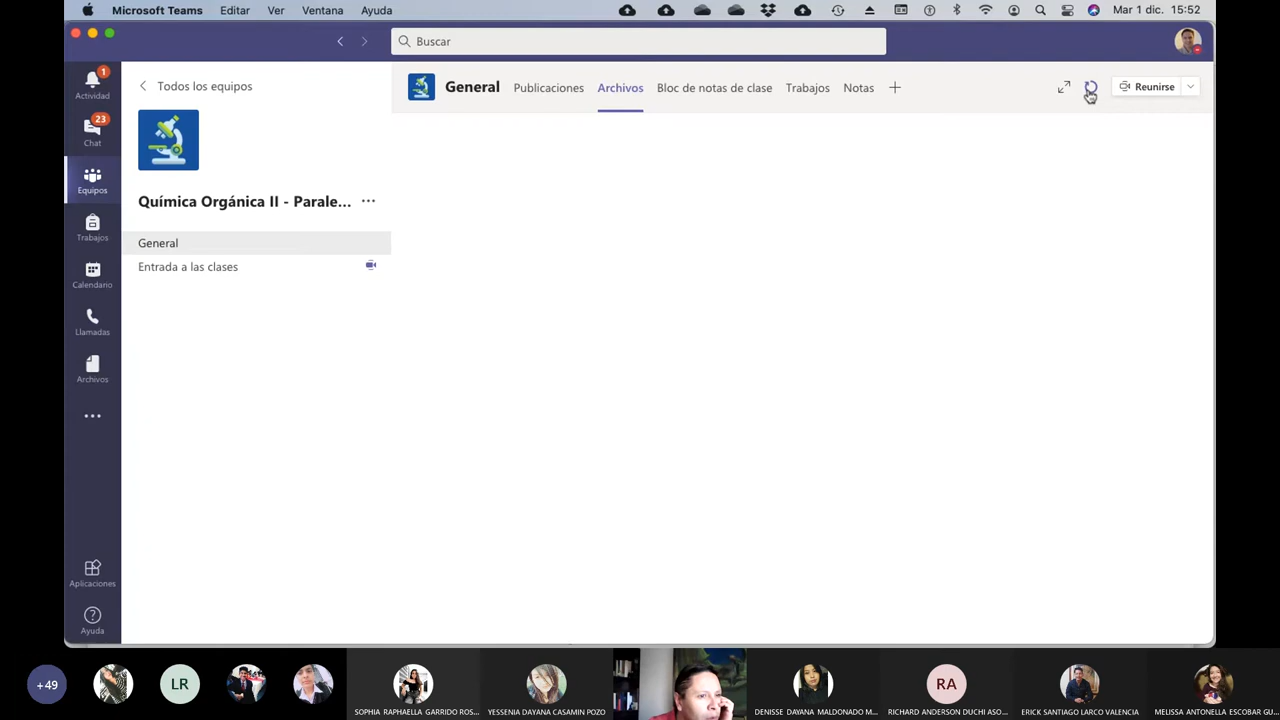 Microsoft Teams Editar Ver Ventana Ayuda Mar 1 dic. 15:52
Buscar
1
Actividad
23
Chat
Equipos
Trabajos
Calendario
Llamadas
Archivos
Aplicaciones
Ayuda
Todos los equipos
Química Orgánica II - Parale...
General
Entrada a las clases
General Publicaciones Archivos Bloc de notas de clase Trabajos Notas
Reunirse
+49
LR
SOPHIA RAPHAELLA GARRIDO ROS...
YESSENIA DAYANA CASAMIN POZO
DENISSE DAYANA MALDONADO M...
RA
RICHARD ANDERSON DUCHI ASO...
ERICK SANTIAGO LARCO VALENCIA
MELISSA ANTONELLA ESCOBAR GU...